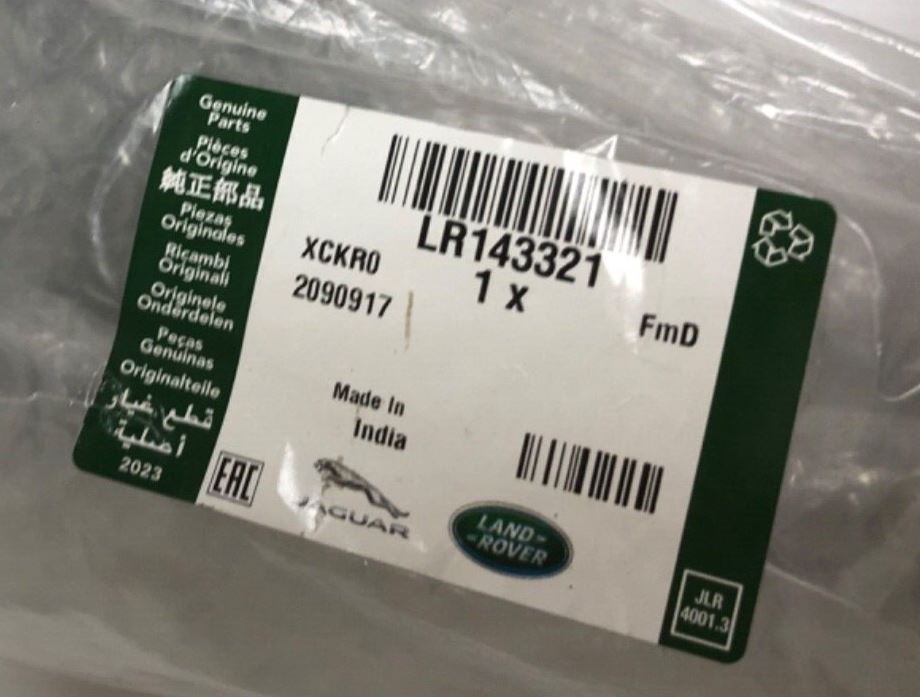 Genuine
Parts
Pièces
d'Origine
純正部品
Piezas
Originales
Ricambi
Originali
Originele
Onderdelen
Peças
Genuinas
Originalteile
قطع غيار
أصلية
2023
LR143321
1 x
XCKR0
2090917
FmD
Made In
India
EAC
JAGUAR
LAND-
-ROVER
JLR
4001.3